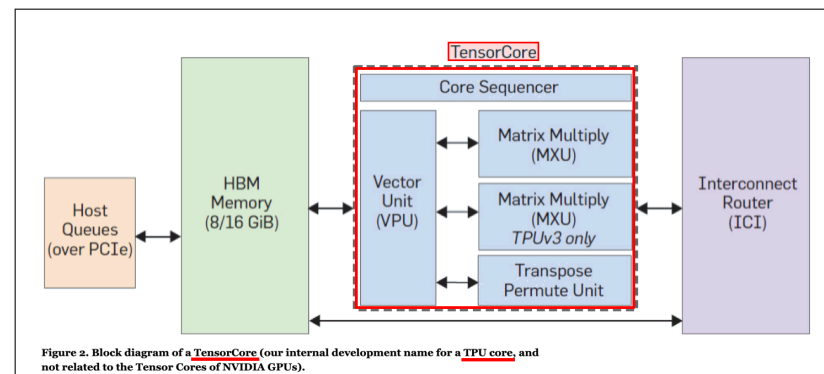 TensorCore
Core Sequencer
Host
Queues
(over PCIe)
HBM
Memory
(8/16 GiB)
Vector
Unit
(VPU)
Matrix Multiply
(MXU)
Matrix Multiply
(MXU)
TPUv3 only
Transpose
Permute Unit
Interconnect
Router
(ICI)
Figure 2. Block diagram of a TensorCore (our internal development name for a TPU core, and
not related to the Tensor Cores of NVIDIA GPUs).